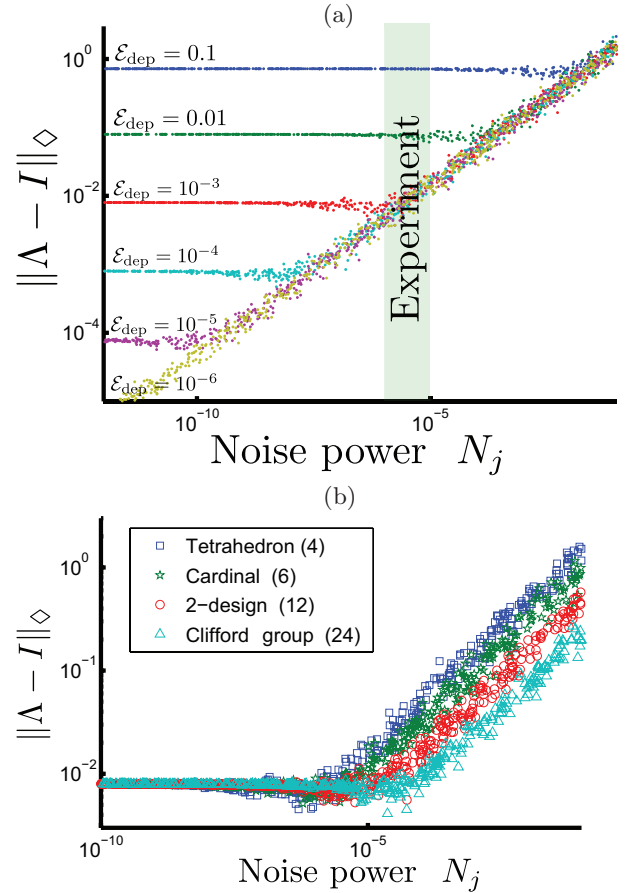 (a)
10^0
10^-2
10^-4
10^-10
10^-5
‖Λ − I‖◇
ℰ_dep = 0.1
ℰ_dep = 0.01
ℰ_dep = 10^-3
ℰ_dep = 10^-4
ℰ_dep = 10^-5
ℰ_dep = 10^-6
Experiment
Noise power N_j
(b)
10^0
10^-1
10^-2
10^-10
10^-5
‖Λ − I‖◇
Tetrahedron (4)
Cardinal (6)
2−design (12)
Clifford group (24)
Noise power N_j